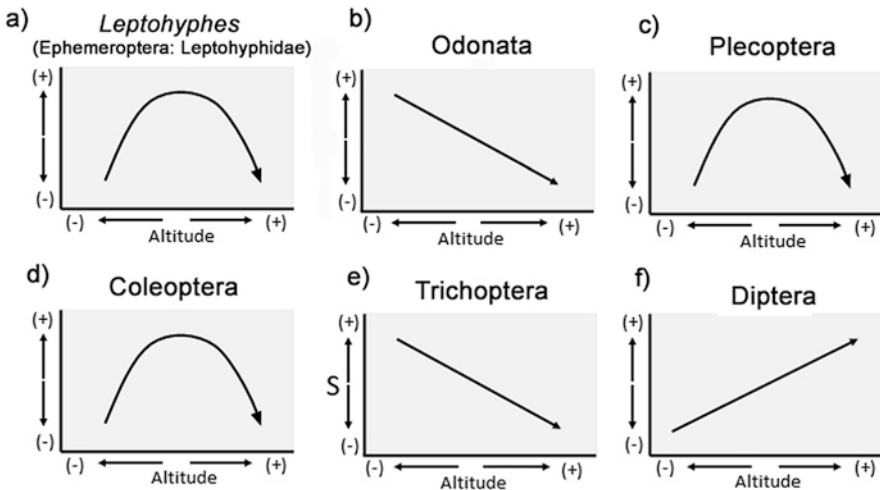 a)
Leptohyphes
(Ephemeroptera: Leptohyphidae)
(+)
(-)
(-)
(+)
Altitude
b)
Odonata
(+)
(-)
(-)
(+)
Altitude
c)
Plecoptera
(+)
(-)
(-)
(+)
Altitude
d)
Coleoptera
(+)
(-)
(-)
(+)
Altitude
e)
Trichoptera
(+)
S
(-)
(-)
(+)
Altitude
f)
Diptera
(+)
(-)
(-)
(+)
Altitude